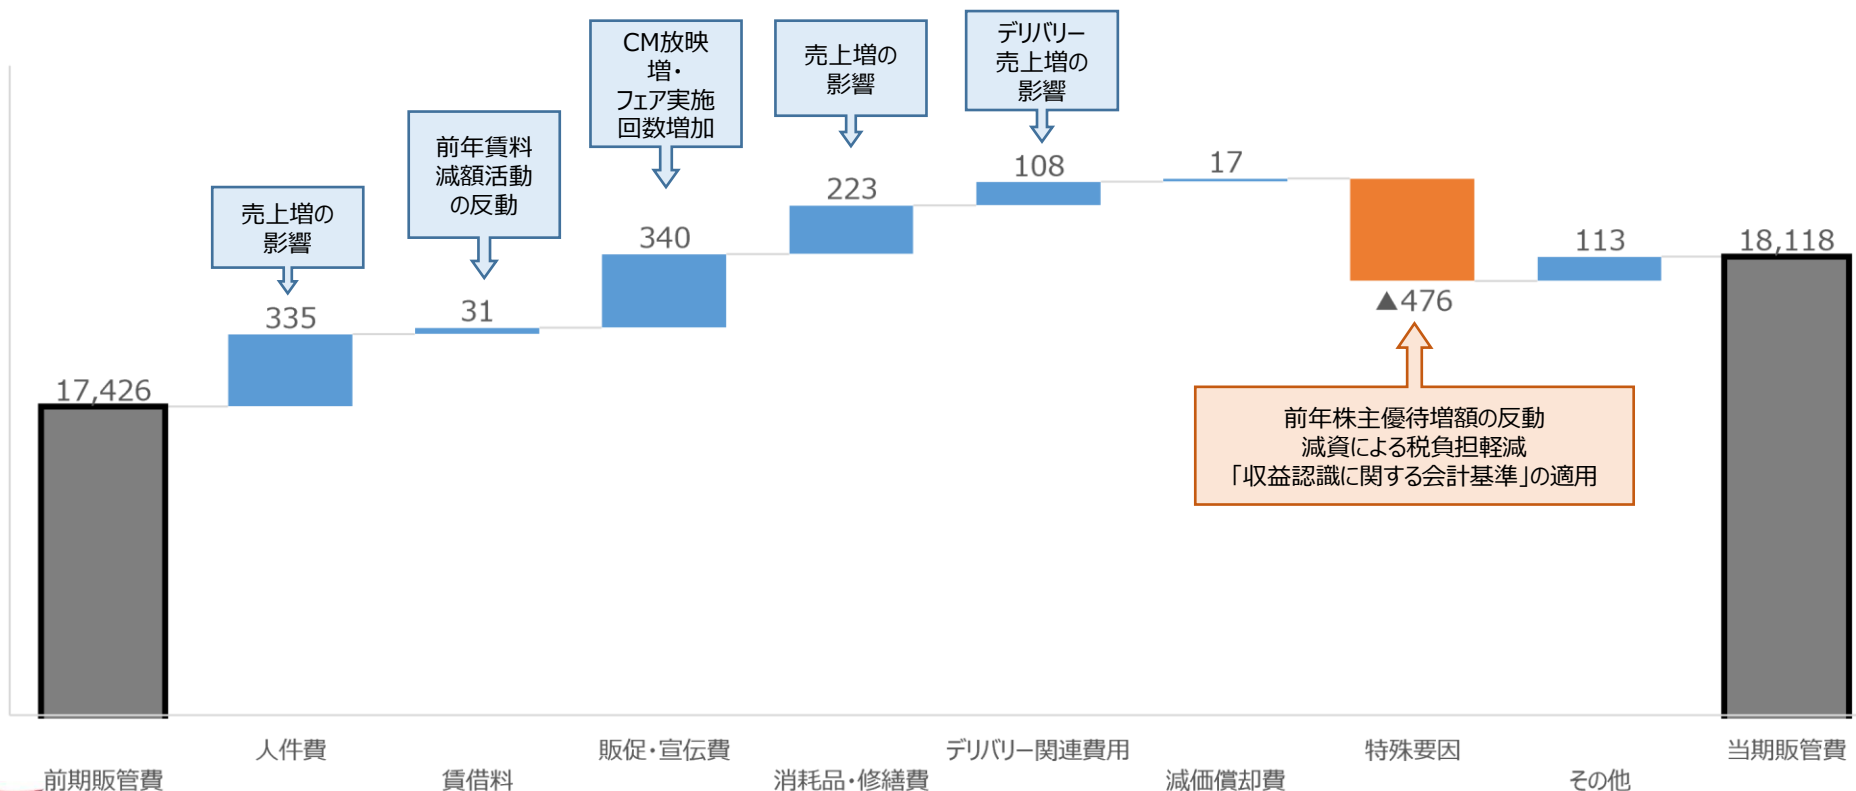 CM放映
増・
フェア実施
回数増加
売上増の
影響
デリバリー
売上増の
影響
前年賃料
減額活動
の反動
売上増の
影響
17,426
335
31
340
223
108
17
▲476
113
18,118
前年株主優待増額の反動
減資による税負担軽減
「収益認識に関する会計基準」の適用
前期販管費
人件費
賃借料
販促・宣伝費
消耗品・修繕費
デリバリー関連費用
減価償却費
特殊要因
その他
当期販管費